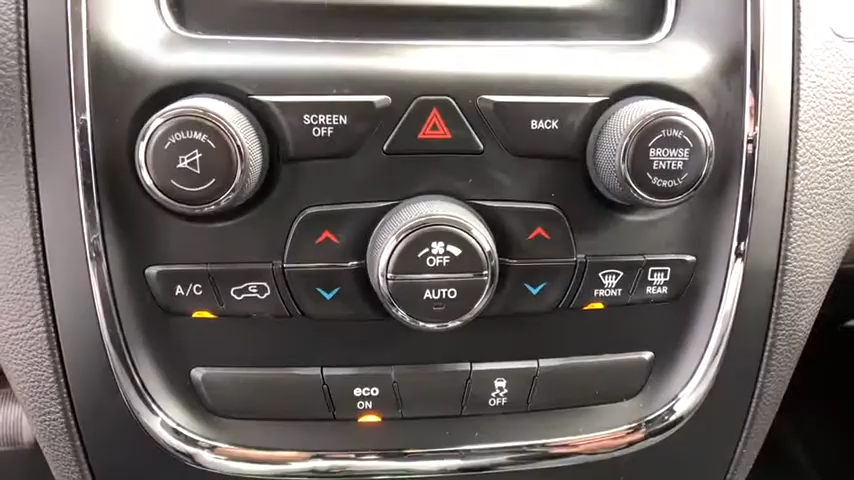 VOLUME
SCREEN
OFF
BACK
TUNE
BROWSE
ENTER
SCROLL
OFF
AUTO
A/C
FRONT
REAR
eco
ON
OFF